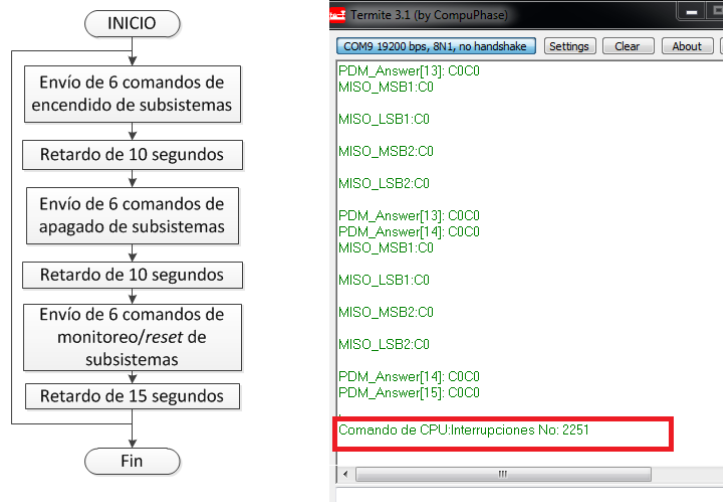 INICIO
Envío de 6 comandos de
encendido de subsistemas
Retardo de 10 segundos
Envío de 6 comandos de
apagado de subsistemas
Retardo de 10 segundos
Envío de 6 comandos de
monitoreo/reset de
subsistemas
Retardo de 15 segundos
Fin
Termite 3.1 (by CompuPhase)
COM9 19200 bps, 8N1, no handshake
Settings
Clear
About
PDM_Answer[13]: C0C0
MISO_MSB1:C0
MISO_LSB1:C0
MISO_MSB2:C0
MISO_LSB2:C0
PDM_Answer[13]: C0C0
PDM_Answer[14]: C0C0
MISO_MSB1:C0
MISO_LSB1:C0
MISO_MSB2:C0
MISO_LSB2:C0
PDM_Answer[14]: C0C0
PDM_Answer[15]: C0C0
Comando de CPU:Interrupciones No: 2251